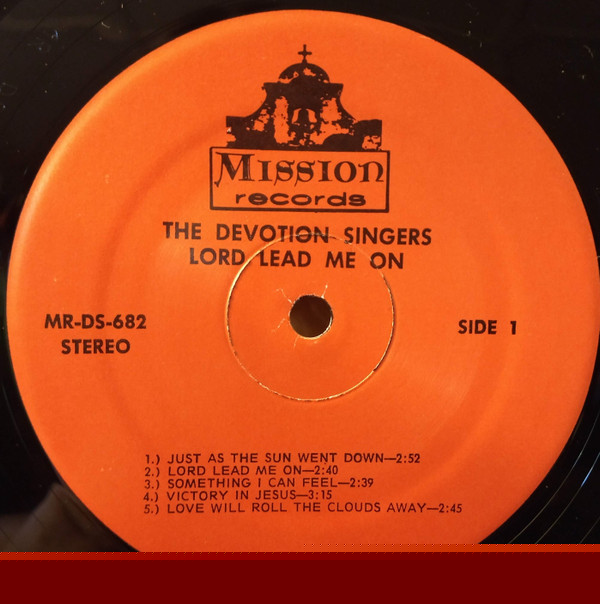 Mission
records
THE DEVOTION SINGERS
LORD LEAD ME ON
MR-DS-682
STEREO
SIDE 1
1.) JUST AS THE SUN WENT DOWN—2:52
2.) LORD LEAD ME ON—2:40
3.) SOMETHING I CAN FEEL—2:39
4.) VICTORY IN JESUS—3:15
5.) LOVE WILL ROLL THE CLOUDS AWAY—2:45